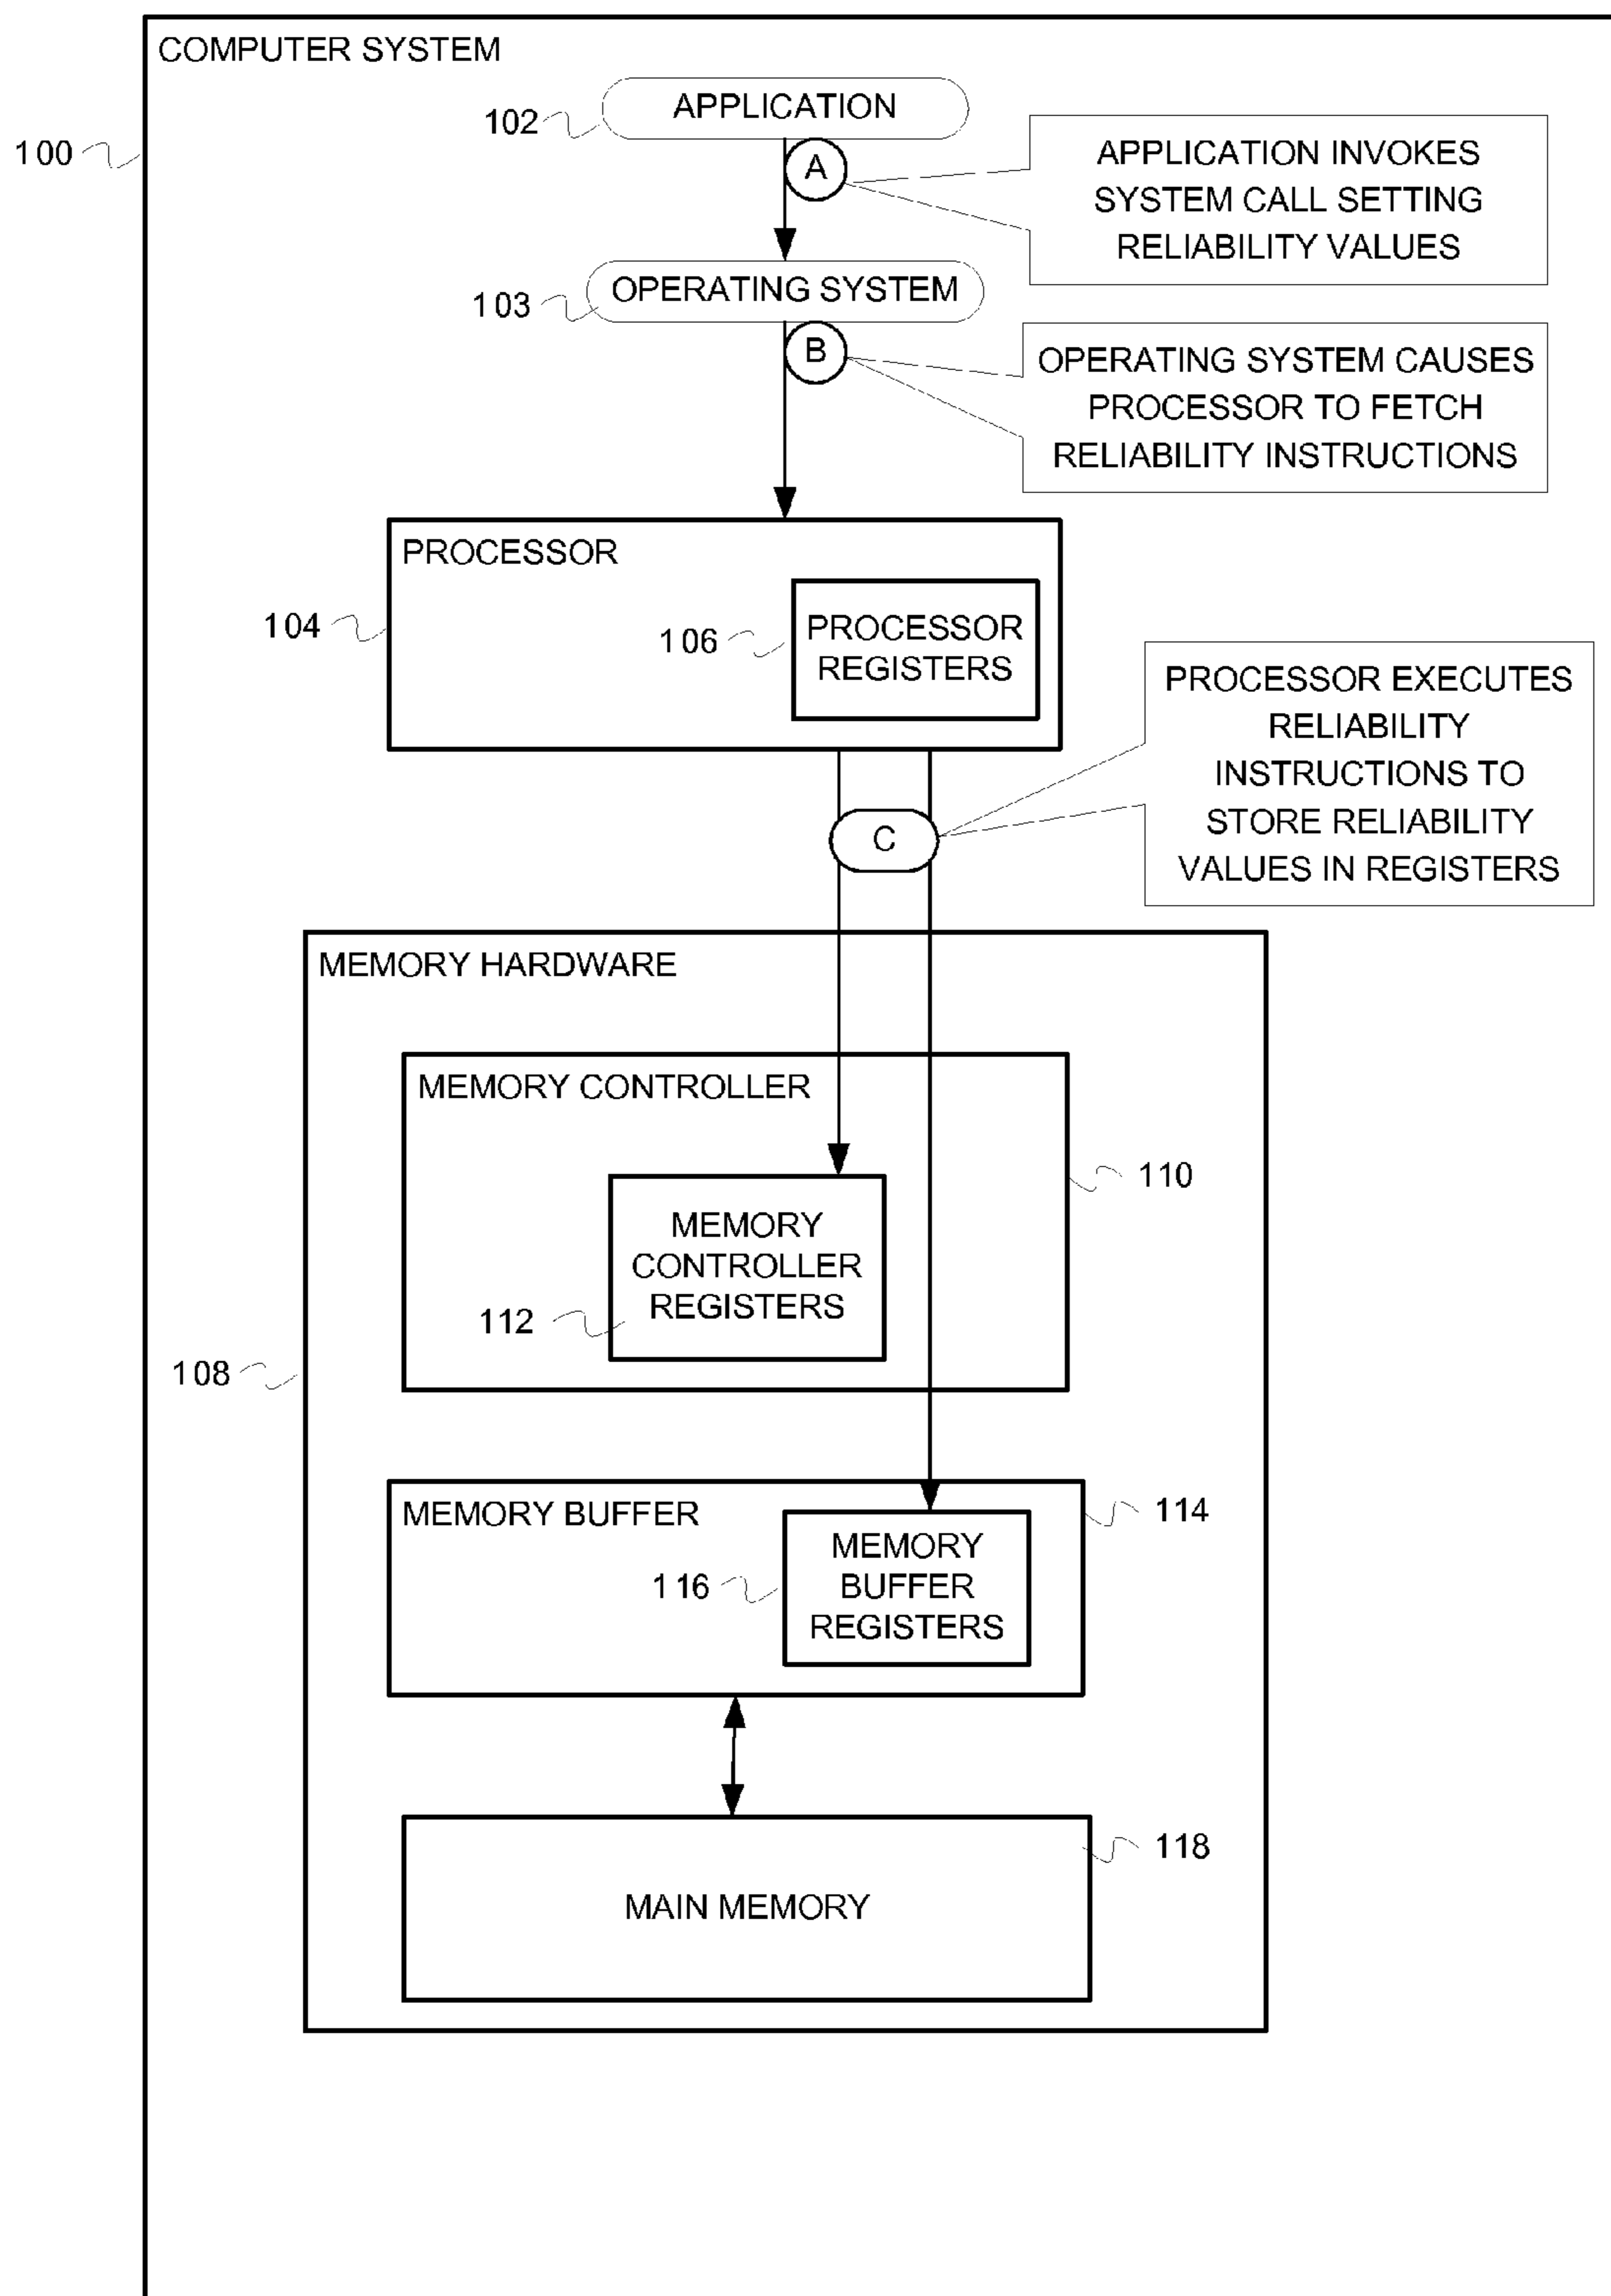 COMPUTER SYSTEM
100
102
APPLICATION
A
APPLICATION INVOKES
SYSTEM CALL SETTING
RELIABILITY VALUES
103
OPERATING SYSTEM
B
OPERATING SYSTEM CAUSES
PROCESSOR TO FETCH
RELIABILITY INSTRUCTIONS
PROCESSOR
104
106
PROCESSOR
REGISTERS
C
PROCESSOR EXECUTES
RELIABILITY
INSTRUCTIONS TO
STORE RELIABILITY
VALUES IN REGISTERS
MEMORY HARDWARE
108
MEMORY CONTROLLER
110
MEMORY
CONTROLLER
REGISTERS
112
MEMORY BUFFER
114
116
MEMORY
BUFFER
REGISTERS
118
MAIN MEMORY